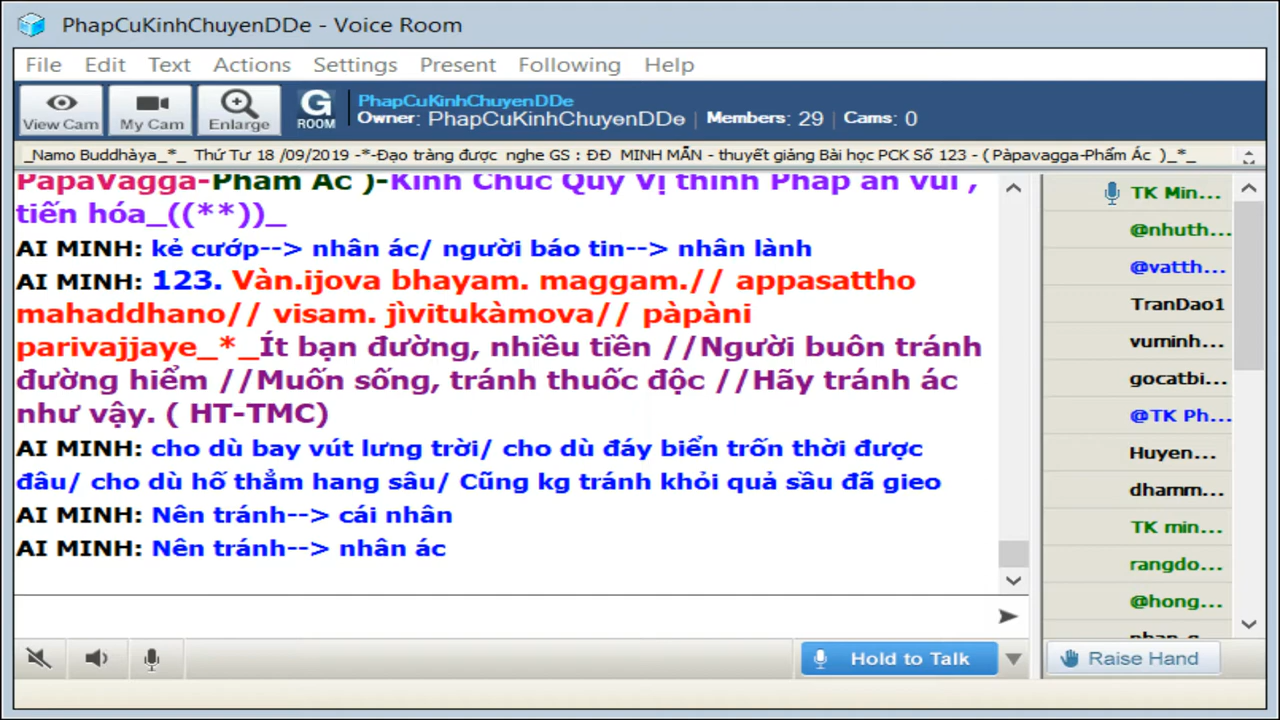 PhapCuKinhChuyenDDe - Voice Room
File Edit Text Actions Settings Present Following Help
View Cam
My Cam
Enlarge
G
ROOM
PhapCuKinhChuyenDDe
Owner: PhapCuKinhChuyenDDe | Members: 29 | Cams: 0
_Namo Buddhàya_*_ Thứ Tư 18 /09/2019 -*-Đạo tràng được nghe GS : ĐĐ MINH MẪN - thuyết giảng Bài học PCK Số 123 - ( Pàpavagga-Phẩm Ác )_*_
PàpaVagga-Phẩm Ác )-Kính Chúc Quý Vị thính Pháp an vui ,
tiến hóa_((**))_
AI MINH: kẻ cướp--> nhân ác/ người báo tin--> nhân lành
AI MINH: 123. Vàn.ijova bhayam. maggam.// appasattho
mahaddhano// visam. jìvitukàmova// pàpàni
parivajjaye_*_Ít bạn đường, nhiều tiền //Người buôn tránh
đường hiểm //Muốn sống, tránh thuốc độc //Hãy tránh ác
như vậy. ( HT-TMC)
AI MINH: cho dù bay vút lưng trời/ cho dù đáy biển trốn thời được
đâu/ cho dù hố thẳm hang sâu/ Cũng kg tránh khỏi quả sầu đã gieo
AI MINH: Nên tránh--> cái nhân
AI MINH: Nên tránh--> nhân ác
TK Min...
@nhuth...
@vatth...
TranDao1
vuminh...
gocatbi...
@TK Ph...
Huyen...
dhamm...
TK min...
rangdo...
@hong...
Hold to Talk
Raise Hand